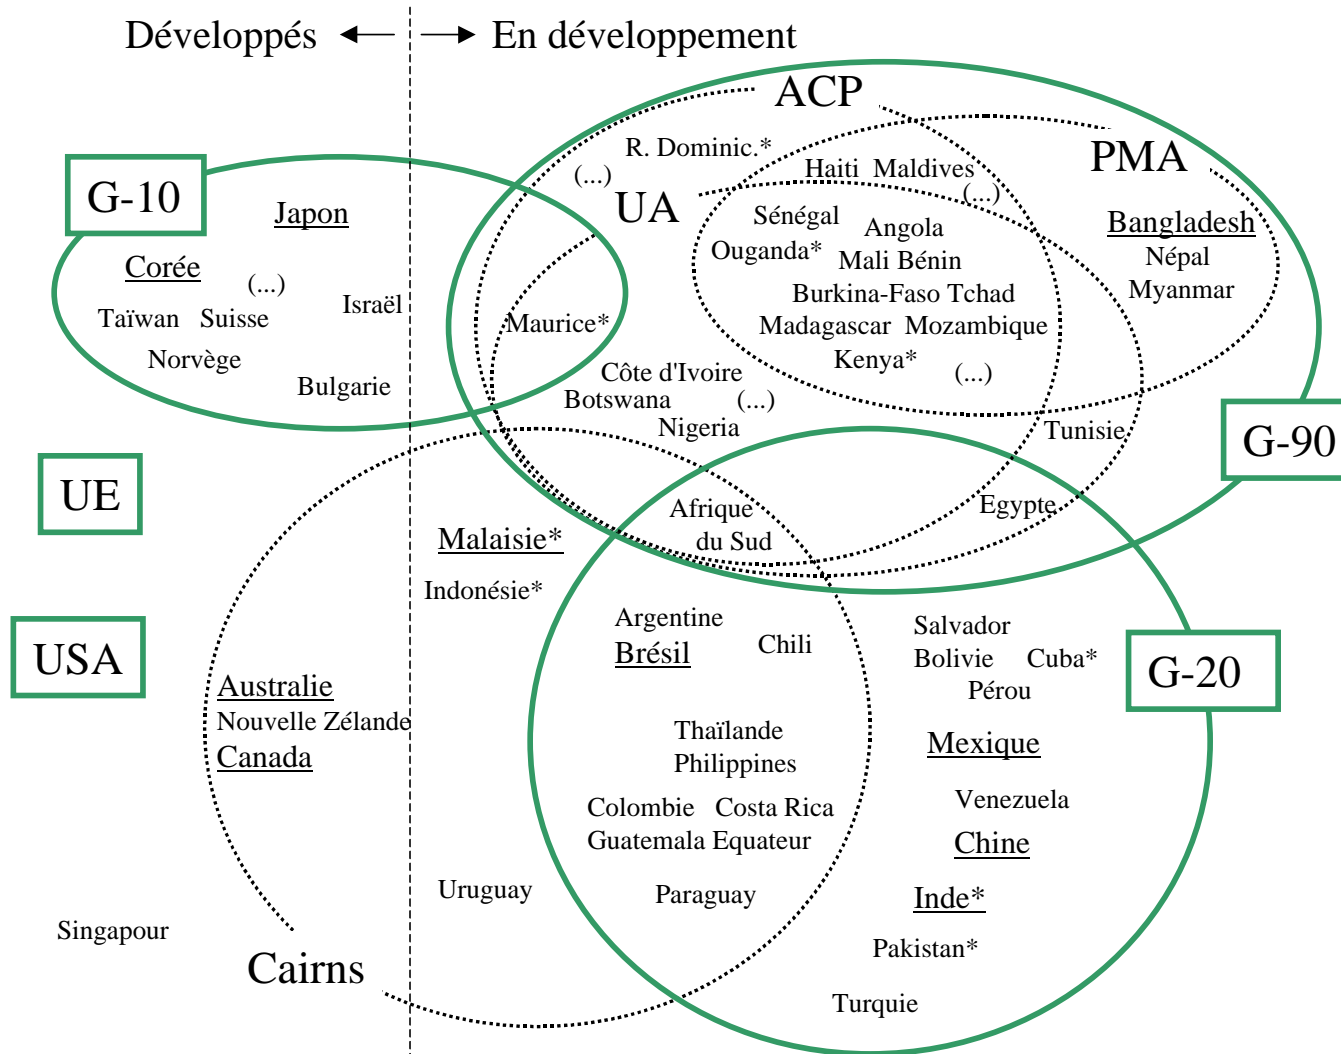 Développés
En développement
ACP
R. Dominic.*
(...)
UA
Haiti Maldives
(...)
PMA
G-10
Japon
Corée
(...)
Israël
Taïwan Suisse
Norvège
Bulgarie
Maurice*
Sénégal
Angola
Ouganda*
Mali Bénin
Burkina-Faso Tchad
Madagascar Mozambique
Kenya*
(...)
Bangladesh
Népal
Myanmar
Côte d'Ivoire
Botswana
(...)
Nigeria
Tunisie
G-90
UE
Afrique
du Sud
Egypte
Malaisie*
Indonésie*
USA
Argentine
Brésil
Chili
Salvador
Bolivie Cuba*
Pérou
G-20
Australie
Nouvelle Zélande
Canada
Thaïlande
Philippines
Mexique
Colombie Costa Rica
Guatemala Equateur
Venezuela
Chine
Uruguay
Paraguay
Inde*
Singapour
Pakistan*
Cairns
Turquie